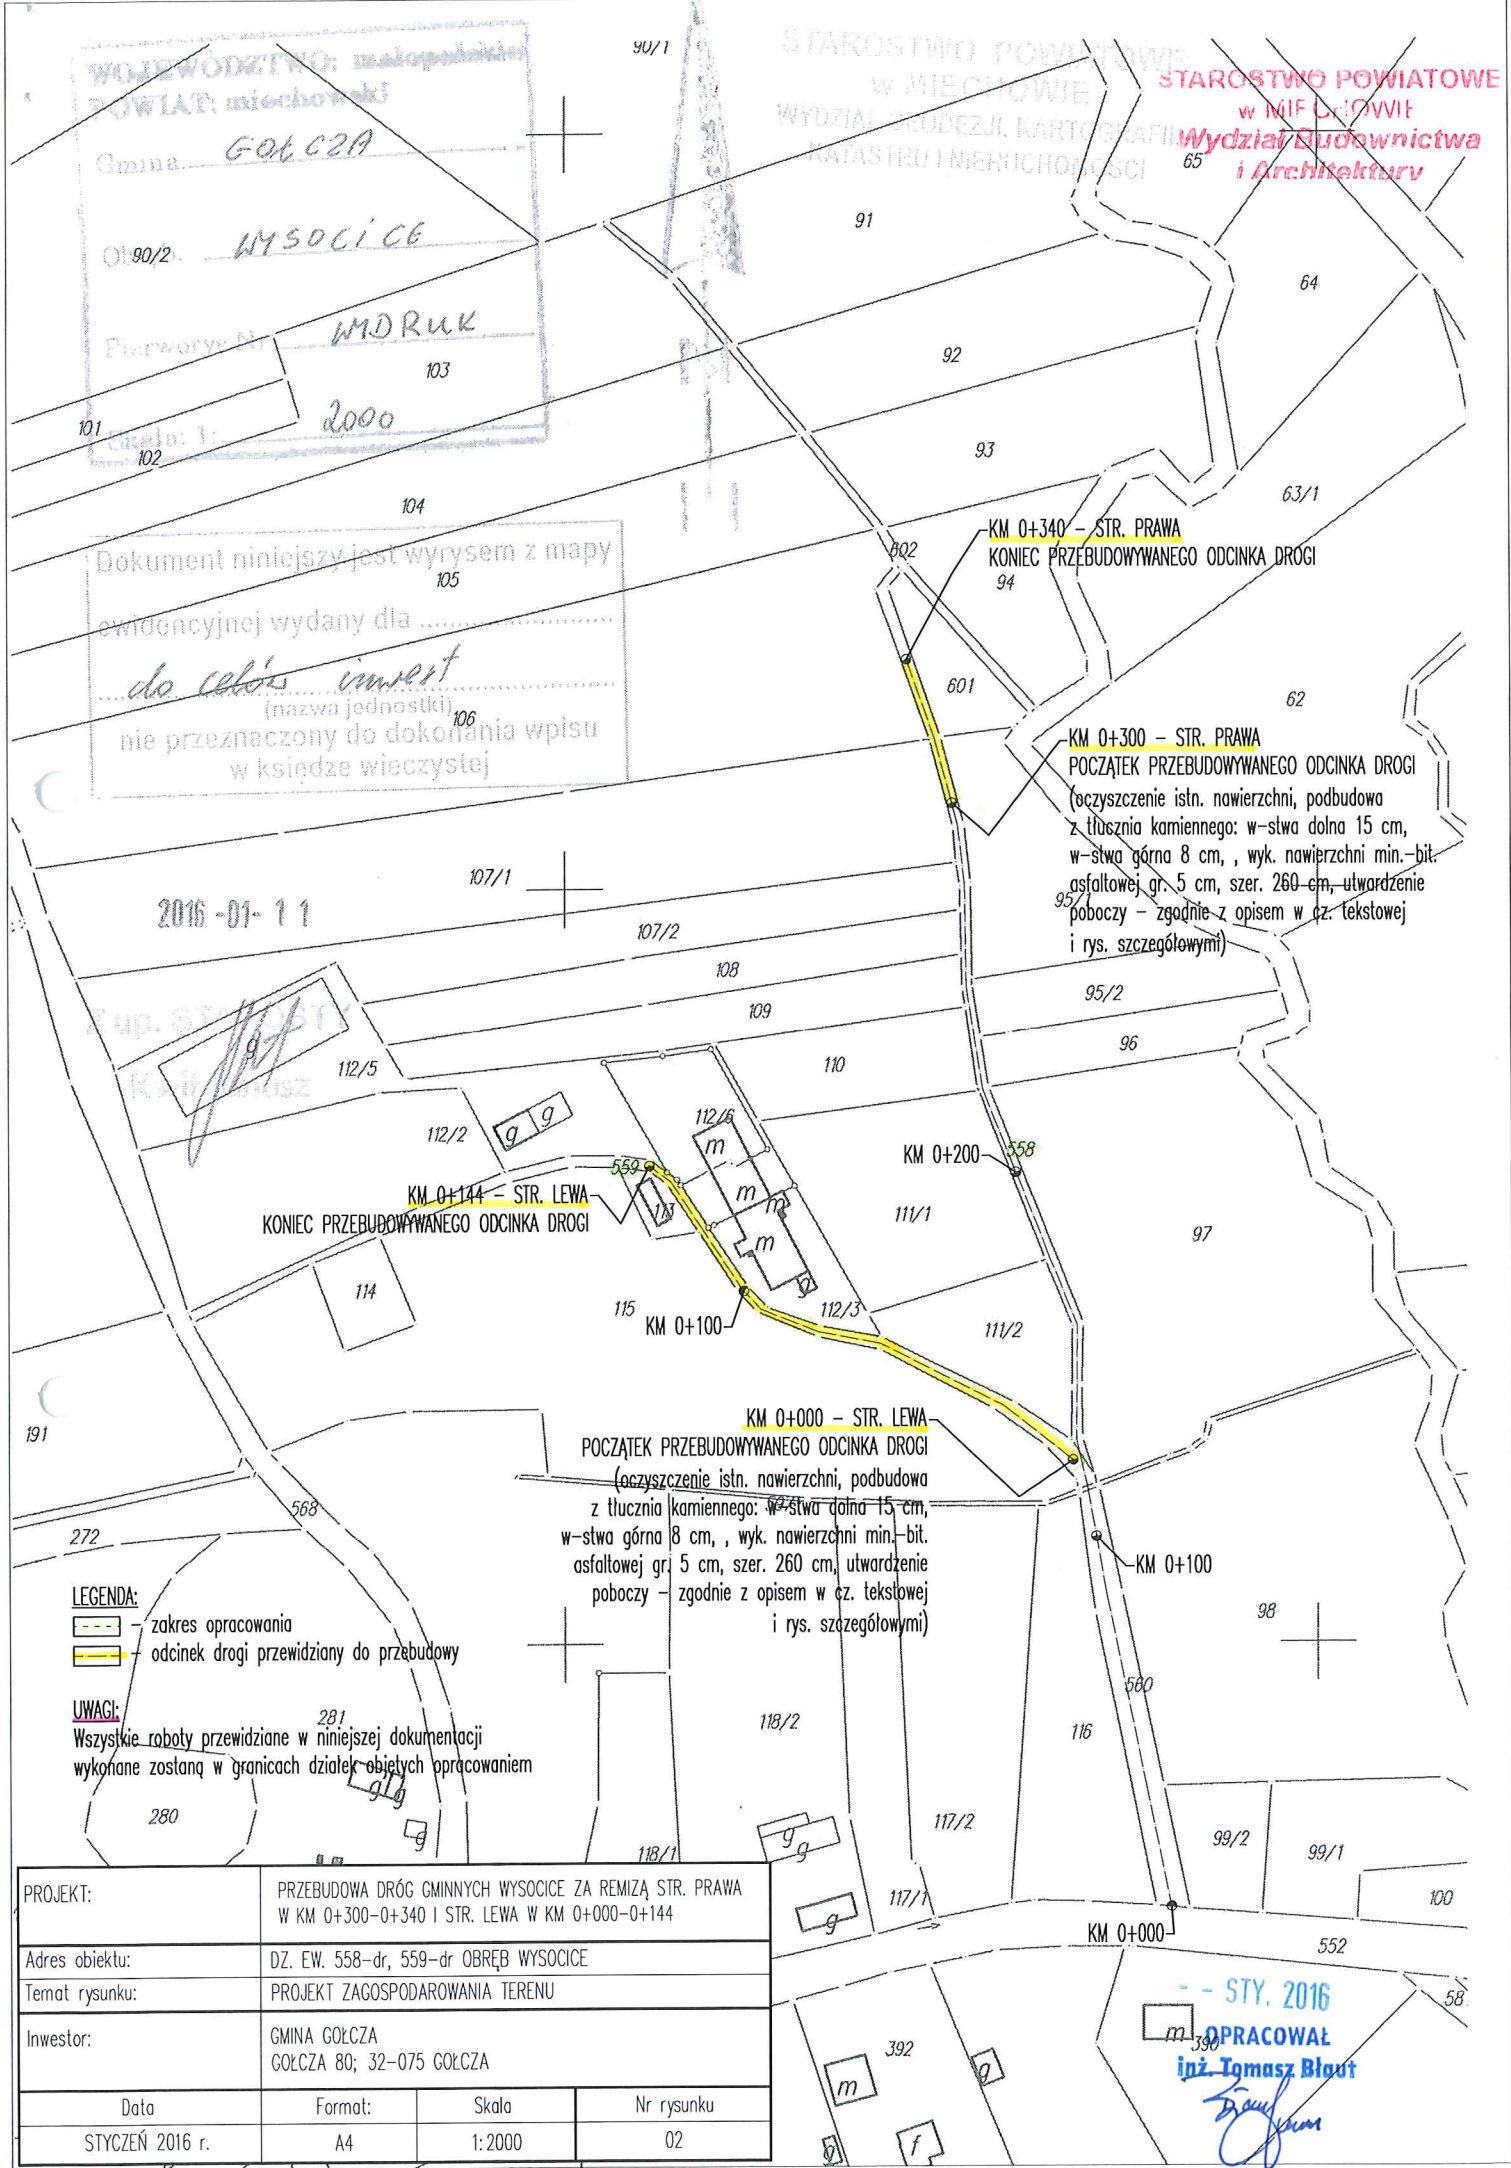 WOJEWÓDZTWO: małopolskie
POWIAT: miechowski
Gmina GOŁCZA
WYSOCICE
Pierworys Nr WYDRUK
Skala: 1: 2000
STAROSTWO POWIATOWE
w MIECHOWIE
WYDZIAŁ GEODEZJI, KARTOGRAFII
KATASTRU I NIERUCHOMOŚCI
STAROSTWO POWIATOWE
w MIECHOWIE
Wydział Budownictwa
i Architektury
90/1
65
91
90/2
64
92
103
101
102
93
104
63/1
Dokument niniejszy jest wyrysem z mapy
ewidencyjnej wydany dla
do celów inwest
(nazwa jednostki)
nie przeznaczony do dokonania wpisu
w księdze wieczystej
105
106
KM 0+340 - STR. PRAWA
KONIEC PRZEBUDOWYWANEGO ODCINKA DROGI
602
94
601
62
KM 0+300 - STR. PRAWA
POCZĄTEK PRZEBUDOWYWANEGO ODCINKA DROGI
(oczyszczenie istn. nawierzchni, podbudowa
z tłucznia kamiennego: w-stwa dolna 15 cm,
w-stwa górna 8 cm, , wyk. nawierzchni min.-bit.
asfaltowej gr. 5 cm, szer. 260 cm, utwardzenie
poboczy - zgodnie z opisem w cz. tekstowej
i rys. szczegółowymi)
95/1
107/1
2016 -01- 1 1
107/2
108
109
95/2
96
Z up. STAROSTY
g
112/5
110
112/6
m
g g
112/2
KM 0+200
558
559
KM 0+144 - STR. LEWA
KONIEC PRZEBUDOWYWANEGO ODCINKA DROGI
113
m
m
m
g
111/1
97
114
115
KM 0+100
112/3
111/2
KM 0+000 - STR. LEWA
POCZĄTEK PRZEBUDOWYWANEGO ODCINKA DROGI
(oczyszczenie istn. nawierzchni, podbudowa
z tłucznia kamiennego: w-stwa dolna 15 cm,
w-stwa górna 8 cm, , wyk. nawierzchni min.-bit.
asfaltowej gr. 5 cm, szer. 260 cm, utwardzenie
poboczy - zgodnie z opisem w cz. tekstowej
i rys. szczegółowymi)
191
568
272
KM 0+100
98
LEGENDA:
- zakres opracowania
- odcinek drogi przewidziany do przebudowy
UWAGI:
Wszystkie roboty przewidziane w niniejszej dokumentacji
wykonane zostaną w granicach działek objętych opracowaniem
281
280
g g
g
560
116
118/2
118/1
117/2
117/1
g
g
g
99/2
99/1
100
KM 0+000
552
58
392
m
g
g
f
m 390
PROJEKT: PRZEBUDOWA DRÓG GMINNYCH WYSOCICE ZA REMIZĄ STR. PRAWA
W KM 0+300-0+340 I STR. LEWA W KM 0+000-0+144
Adres obiektu: DZ. EW. 558-dr, 559-dr OBRĘB WYSOCICE
Temat rysunku: PROJEKT ZAGOSPODAROWANIA TERENU
Inwestor: GMINA GOŁCZA
GOŁCZA 80; 32-075 GOŁCZA
Data Format: Skala Nr rysunku
STYCZEŃ 2016 r. A4 1:2000 02
- - STY. 2016
OPRACOWAŁ
inż. Tomasz Błaut